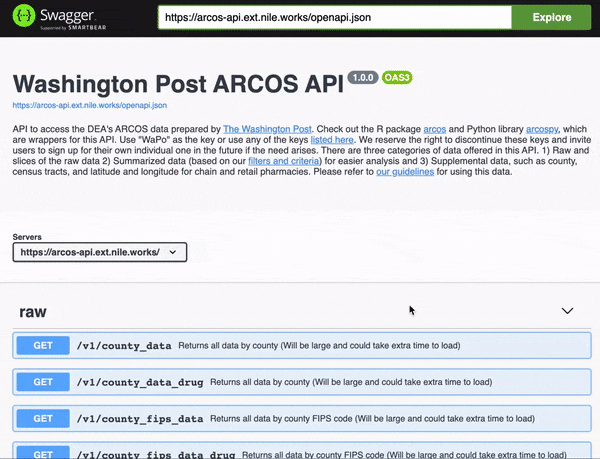 Swagger.
Supported by SMARTBEAR
https://arcos-api.ext.nile.works/openapi.json
Explore
Washington Post ARCOS API 1.0.0 OAS3
https://arcos-api.ext.nile.works/openapi.json
API to access the DEA's ARCOS data prepared by The Washington Post. Check out the R package arcos and Python library arcospy, which
are wrappers for this API. Use "WaPo" as the key or use any of the keys listed here. We reserve the right to discontinue these keys and invite
users to sign up for their own individual one in the future if the need arises. There are three categories of data offered in this API. 1) Raw and
slices of the raw data 2) Summarized data (based on our filters and criteria) for easier analysis and 3) Supplemental data, such as county,
census tracts, and latitude and longitude for chain and retail pharmacies. Please refer to our guidelines for using this data.
Servers
https://arcos-api.ext.nile.works/
raw
GET /v1/county_data Returns all data by county (Will be large and could take extra time to load)
GET /v1/county_data_drug Returns all data by county (Will be large and could take extra time to load)
GET /v1/county_fips_data Returns all data by county FIPS code (Will be large and could take extra time to load)
GET /v1/county_fips_data_drug Returns all data by county FIPS code (Will be large and could take extra time to load)